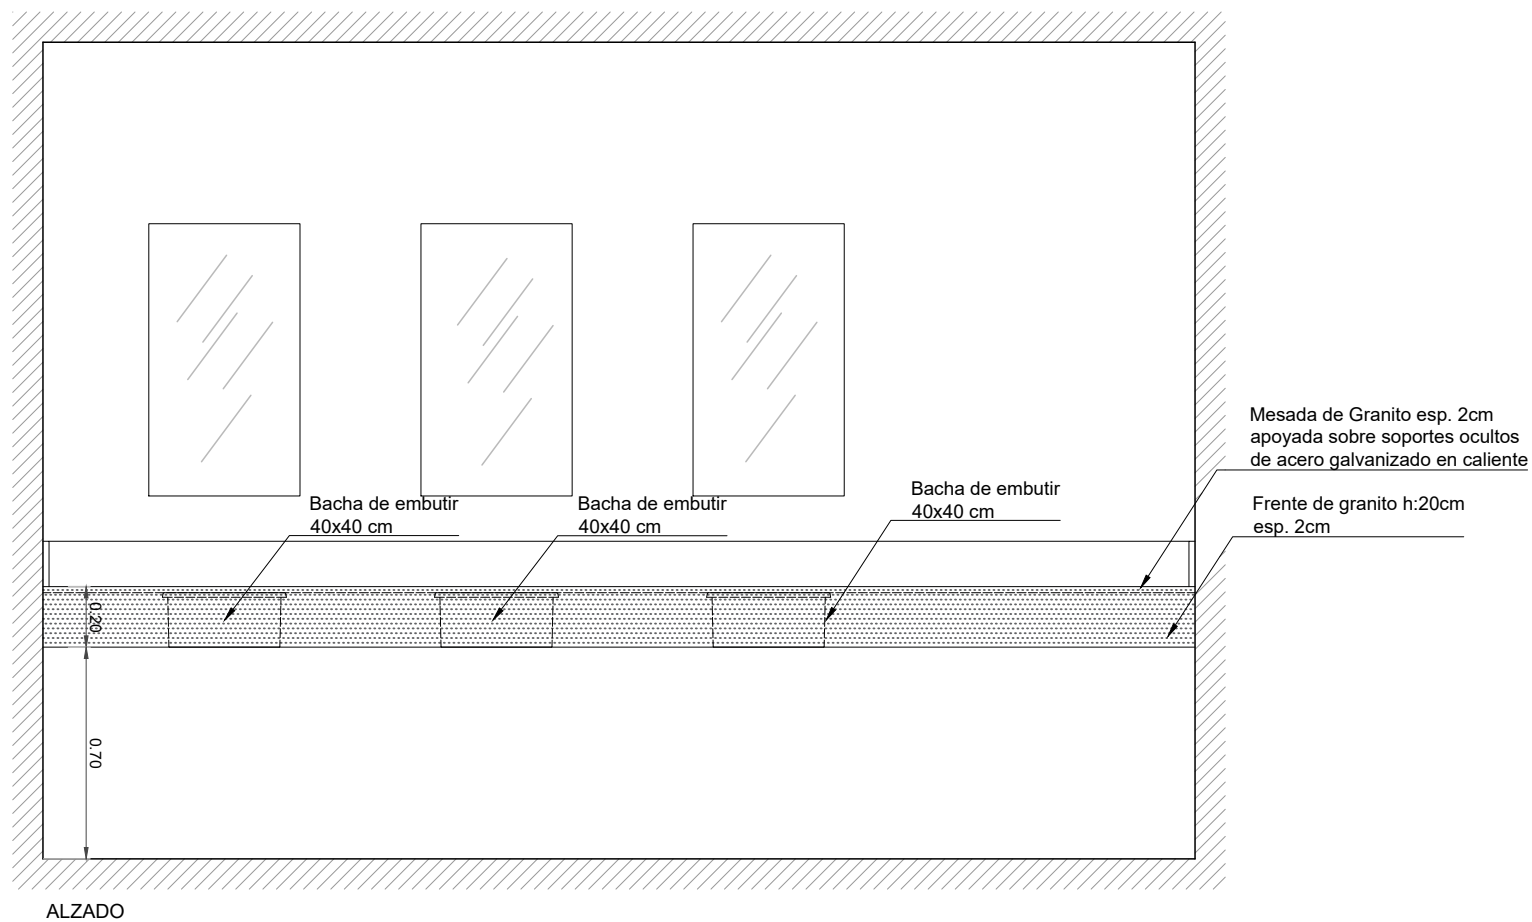 Mesada de Granito esp. 2cm
apoyada sobre soportes ocultos
de acero galvanizado en caliente
Bacha de embutir
40x40 cm
Bacha de embutir
40x40 cm
Bacha de embutir
40x40 cm
Frente de granito h:20cm
esp. 2cm
0.20
0.70
ALZADO